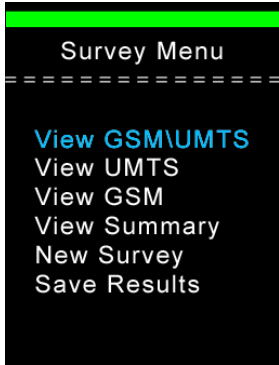 Survey Menu
==================
View GSM\UMTS
View UMTS
View GSM
View Summary
New Survey
Save Results